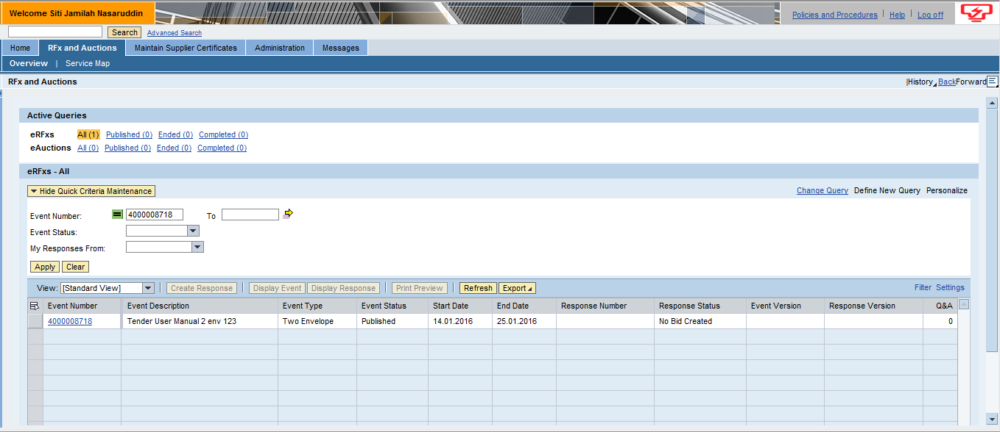 Welcome Siti Jamilah Nasaruddin
Policies and Procedures Help Log off
Search Advanced Search
Home RFx and Auctions Maintain Supplier Certificates Administration Messages
Overview | Service Map
RFx and Auctions |History Back Forward
Active Queries
eRFxs All (1) Published (0) Ended (0) Completed (0)
eAuctions All (0) Published (0) Ended (0) Completed (0)
eRFxs - All
Hide Quick Criteria Maintenance Change Query Define New Query Personalize
Event Number: 4000008718 To
Event Status:
My Responses From:
Apply Clear
View: [Standard View] Create Response Display Event Display Response Print Preview Refresh Export Filter Settings
Event Number Event Description Event Type Event Status Start Date End Date Response Number Response Status Event Version Response Version Q&A
4000008718 Tender User Manual 2 env 123 Two Envelope Published 14.01.2016 25.01.2016 No Bid Created 0